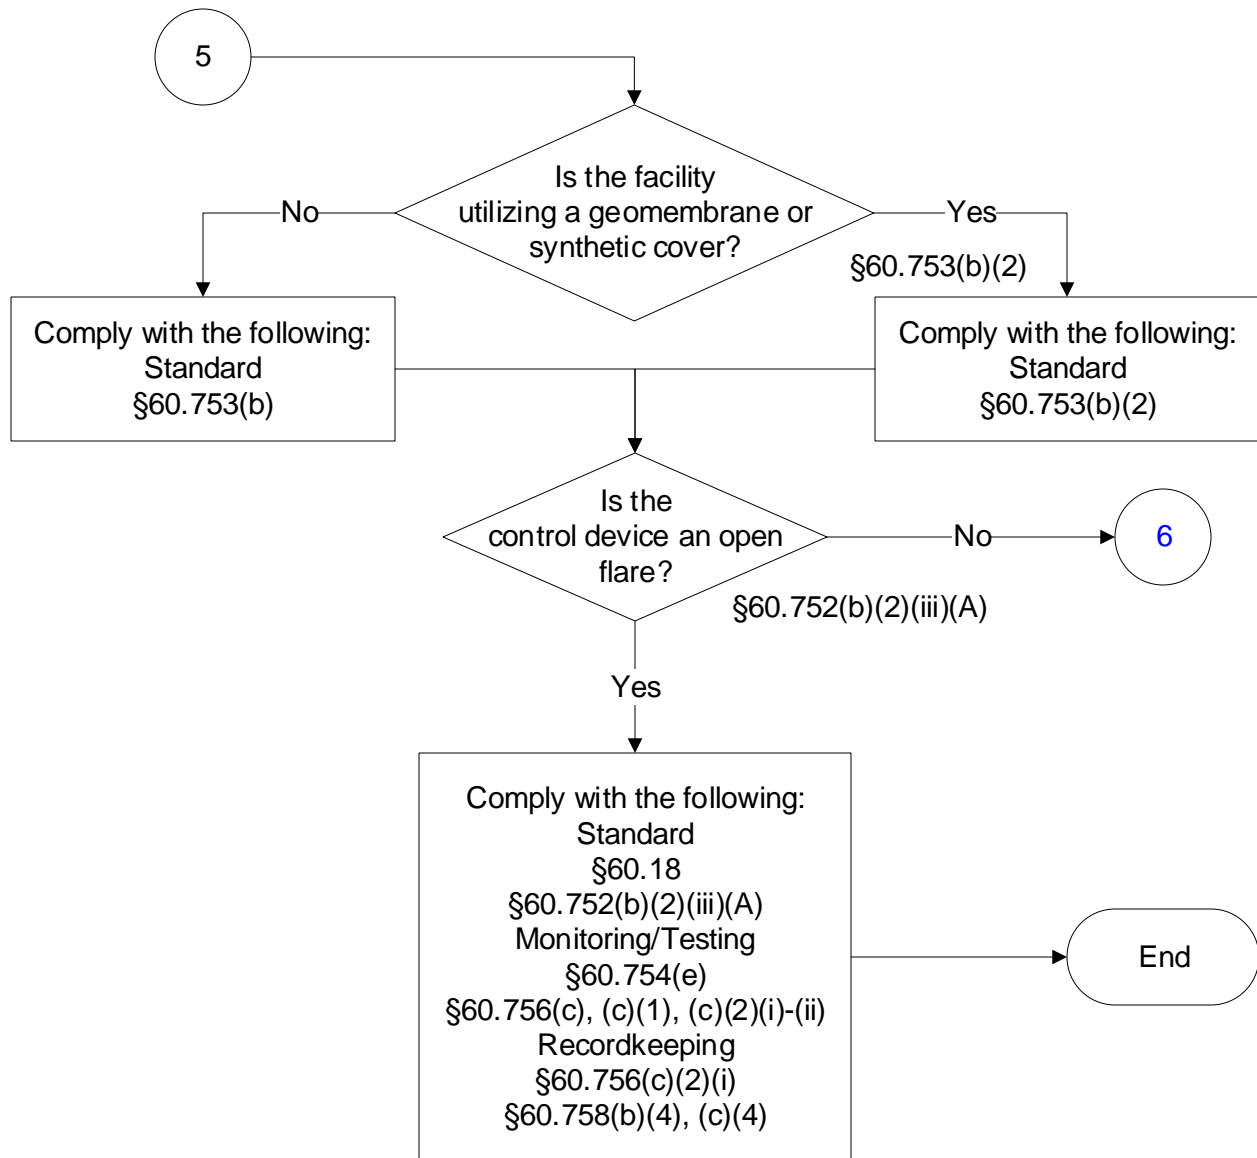 5
Is the facility
utilizing a geomembrane or
synthetic cover?
No
Yes
§60.753(b)(2)
Comply with the following:
Standard
§60.753(b)
Comply with the following:
Standard
§60.753(b)(2)
Is the
control device an open
flare?
No
6
§60.752(b)(2)(iii)(A)
Yes
Comply with the following:
Standard
§60.18
§60.752(b)(2)(iii)(A)
Monitoring/Testing
§60.754(e)
§60.756(c), (c)(1), (c)(2)(i)-(ii)
Recordkeeping
§60.756(c)(2)(i)
§60.758(b)(4), (c)(4)
End